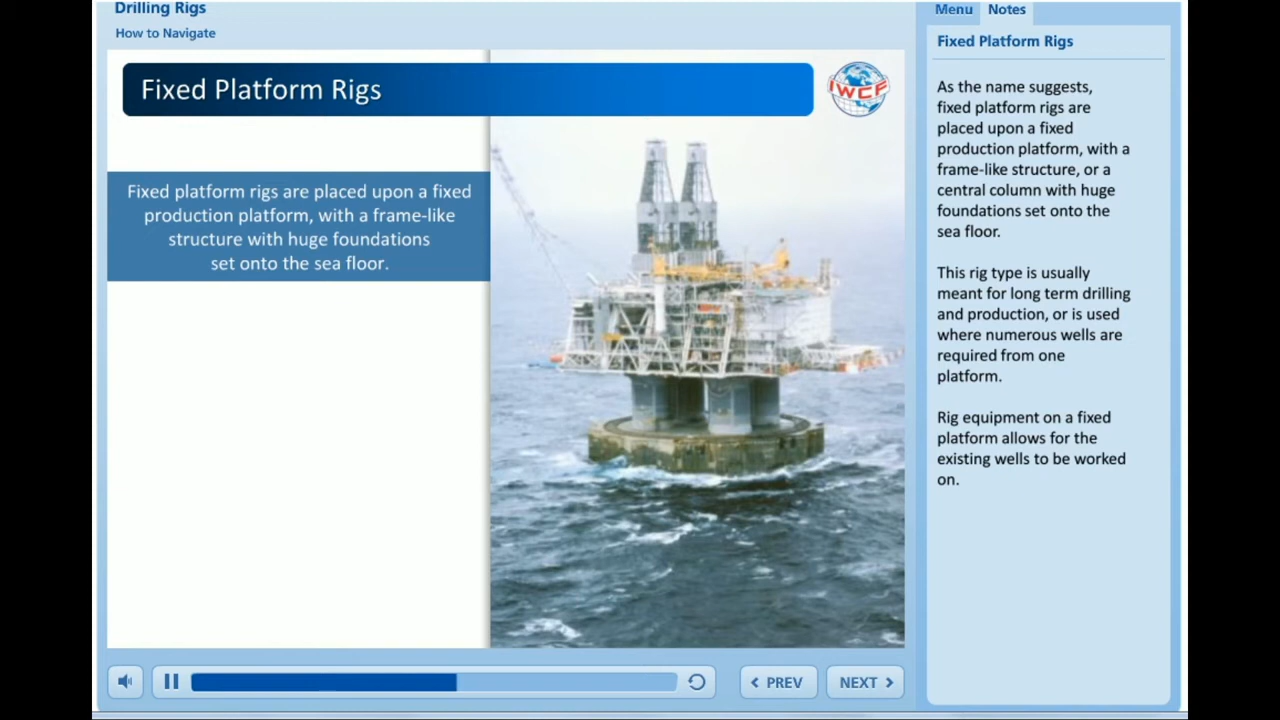 Drilling Rigs
How to Navigate
Fixed Platform Rigs
IWCF
Fixed platform rigs are placed upon a fixed
production platform, with a frame-like
structure with huge foundations
set onto the sea floor.
PREV
NEXT
Menu
Notes
Fixed Platform Rigs
As the name suggests,
fixed platform rigs are
placed upon a fixed
production platform, with a
frame-like structure, or a
central column with huge
foundations set onto the
sea floor.
This rig type is usually
meant for long term drilling
and production, or is used
where numerous wells are
required from one
platform.
Rig equipment on a fixed
platform allows for the
existing wells to be worked
on.